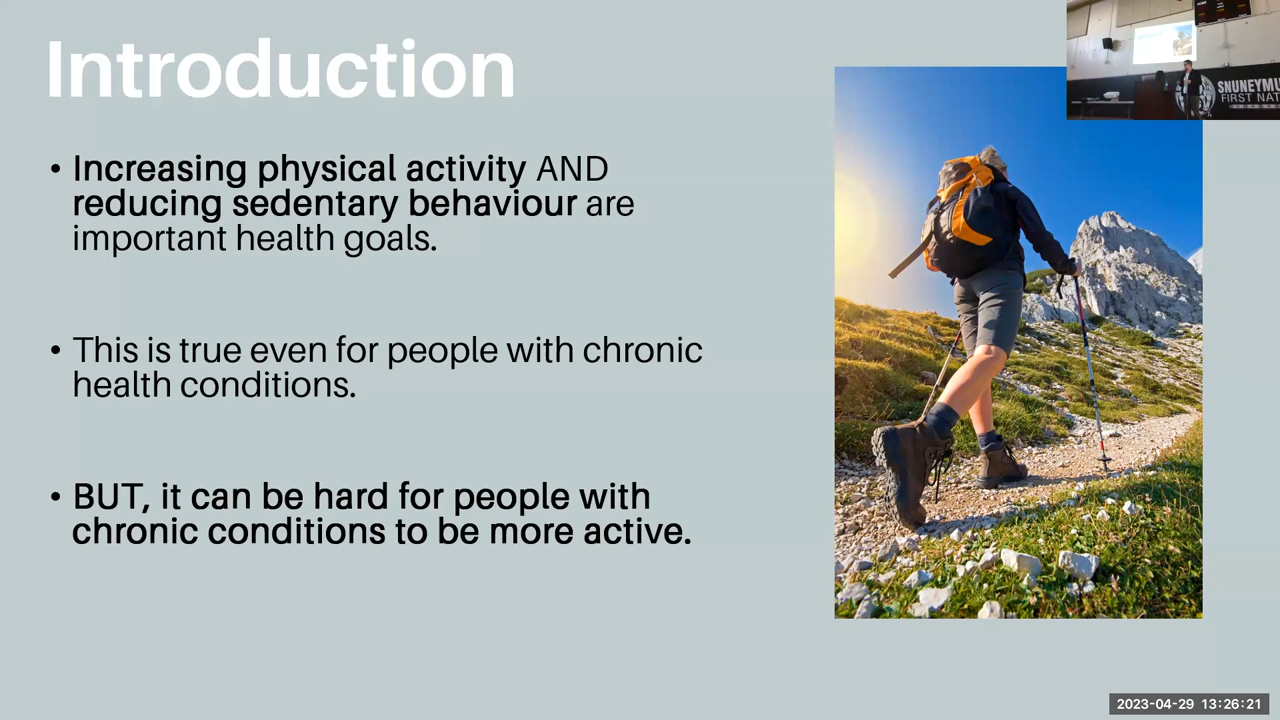 Introduction
• Increasing physical activity AND
reducing sedentary behaviour are
important health goals.
• This is true even for people with chronic
health conditions.
• BUT, it can be hard for people with
chronic conditions to be more active.
SNUNEYMU
FIRST NAT
2023-04-29 13:26:21